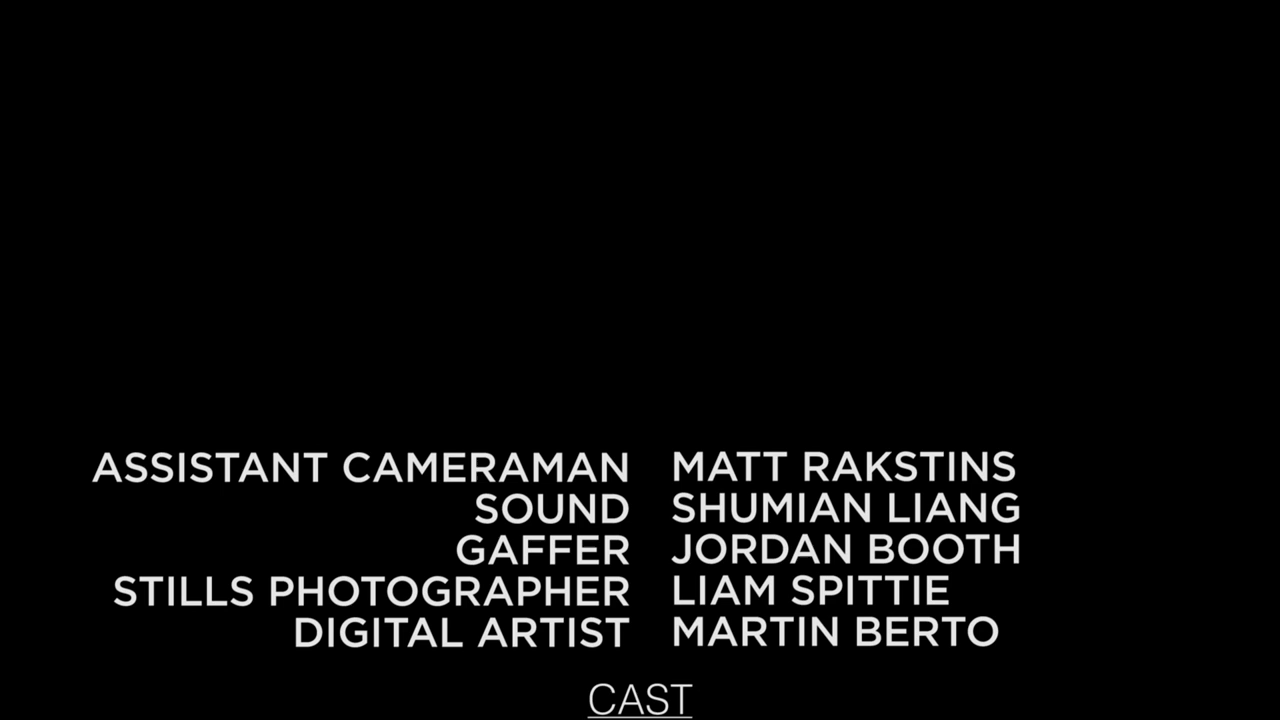 ASSISTANT CAMERAMAN MATT RAKSTINS
SOUND SHUMIAN LIANG
GAFFER JORDAN BOOTH
STILLS PHOTOGRAPHER LIAM SPITTIE
DIGITAL ARTIST MARTIN BERTO
CAST